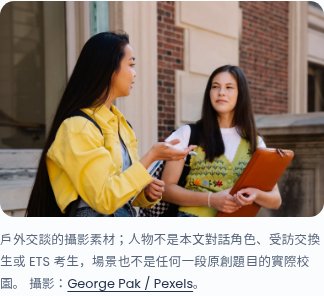 戶外交談的攝影素材；人物不是本文對話角色、受訪交換
生或 ETS 考生，場景也不是任何一段原創題目的實際校
園。 攝影：George Pak / Pexels。